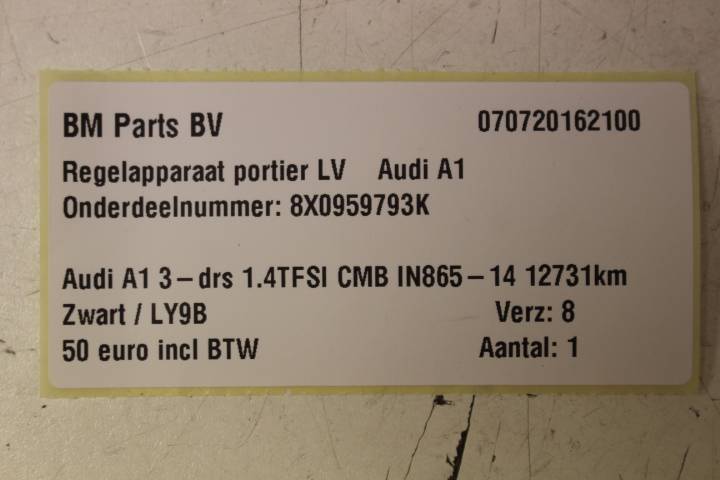 BM Parts BV 070720162100
Regelapparaat portier LV Audi A1
Onderdeelnummer: 8X0959793K
Audi A1 3-drs 1.4TFSI CMB IN865-14 12731km
Zwart / LY9B Verz: 8
50 euro incl BTW Aantal: 1